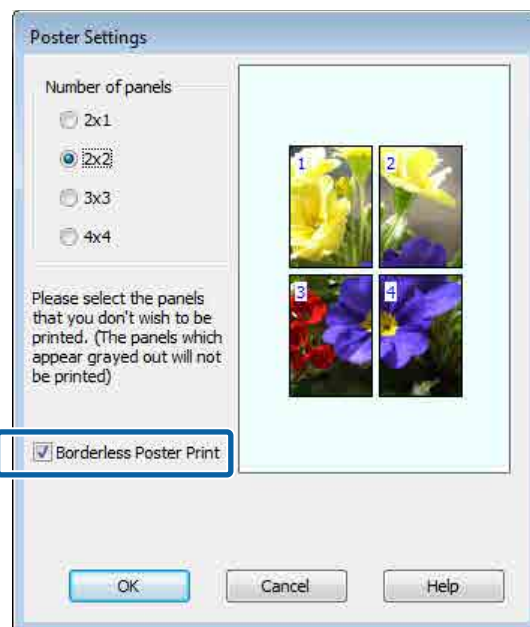 Poster Settings
Number of panels
2x1
2x2
3x3
4x4
Please select the panels
that you don't wish to be
printed. (The panels which
appear grayed out will not
be printed)
Borderless Poster Print
1
2
3
4
OK
Cancel
Help